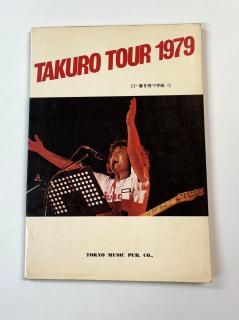 TAKURO TOUR 1979
TOKYO MUSIC PUB. CO.,